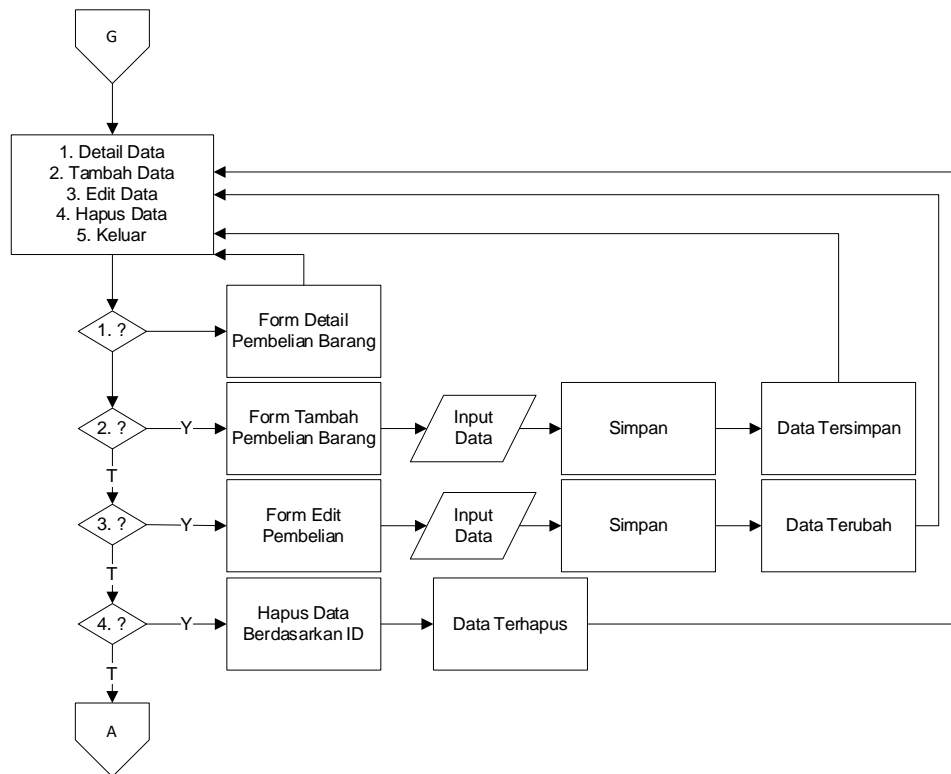 G
1. Detail Data
2. Tambah Data
3. Edit Data
4. Hapus Data
5. Keluar
1. ?
Form Detail
Pembelian Barang
2. ?
Y
Form Tambah
Pembelian Barang
Input
Data
Simpan
Data Tersimpan
T
3. ?
Y
Form Edit
Pembelian
Input
Data
Simpan
Data Terubah
T
4. ?
Y
Hapus Data
Berdasarkan ID
Data Terhapus
T
A